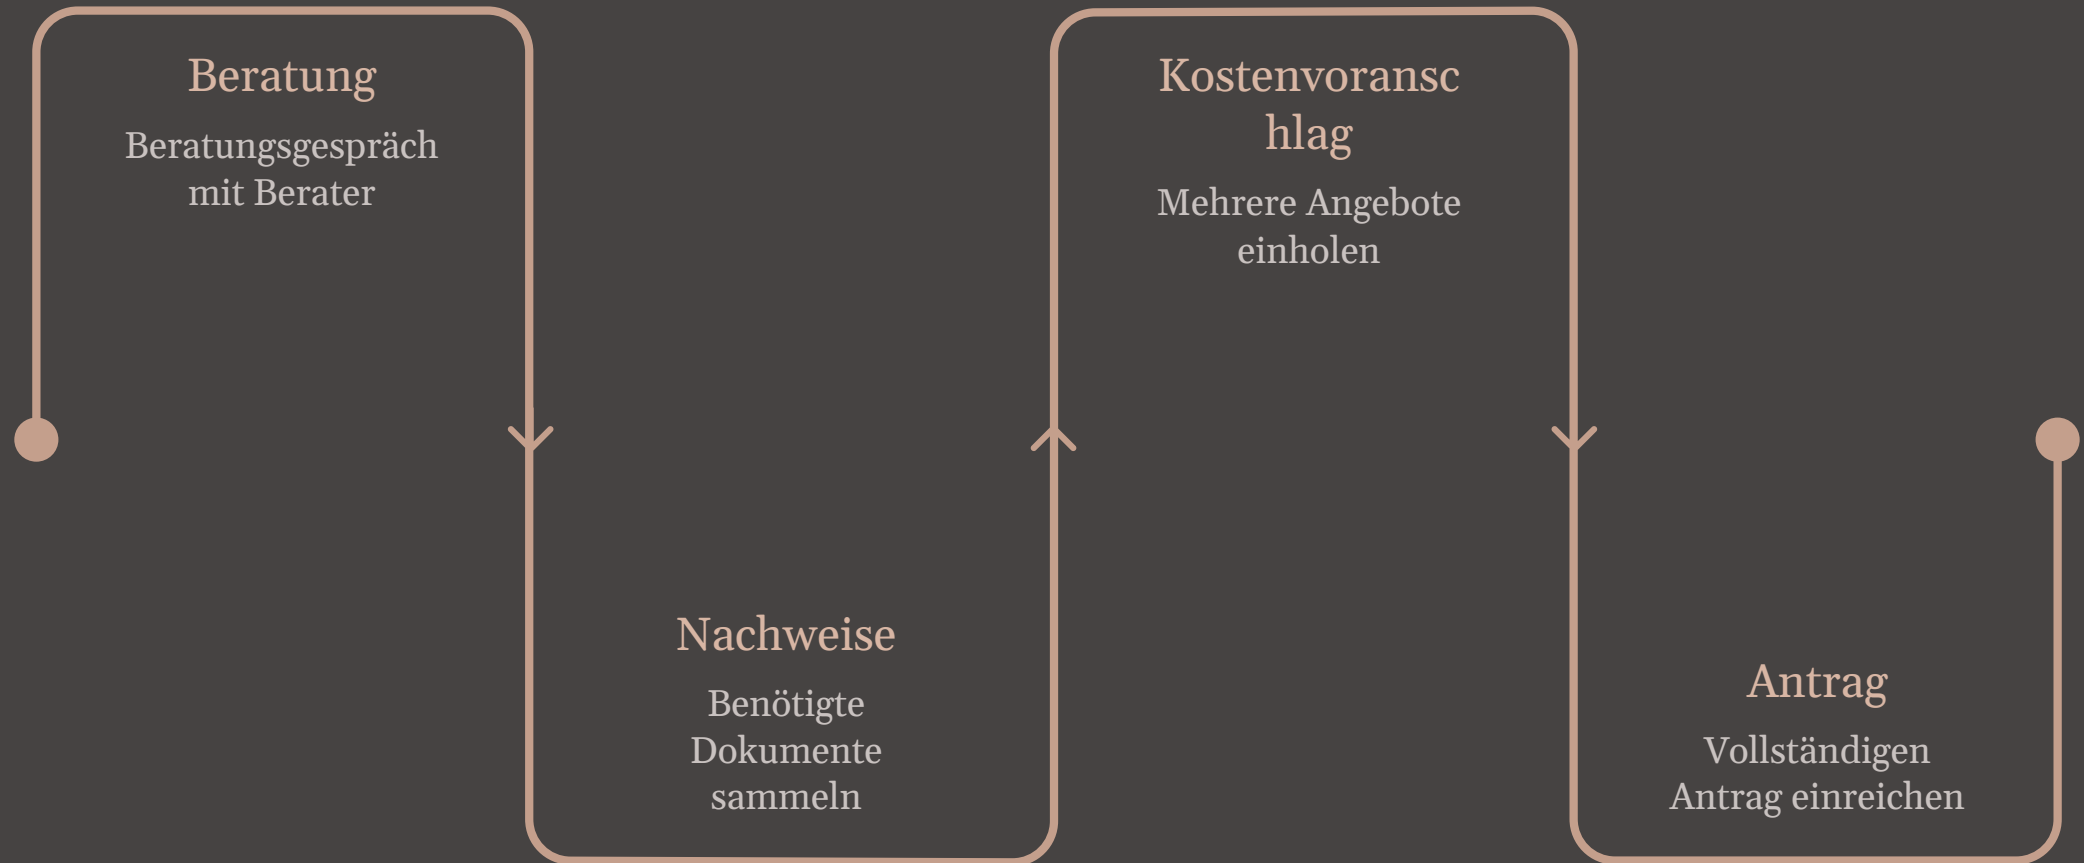 Beratung
Beratungsgespräch
mit Berater
Nachweise
Benötigte
Dokumente
sammeln
Kostenvoransc
hlag
Mehrere Angebote
einholen
Antrag
Vollständigen
Antrag einreichen